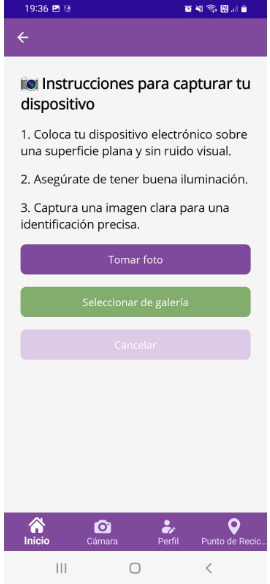 19:36
Instrucciones para capturar tu
dispositivo
1. Coloca tu dispositivo electrónico sobre
una superficie plana y sin ruido visual.
2. Asegúrate de tener buena iluminación.
3. Captura una imagen clara para una
identificación precisa.
Tomar foto
Seleccionar de galería
Cancelar
Inicio Cámara Perfil Punto de Recic...